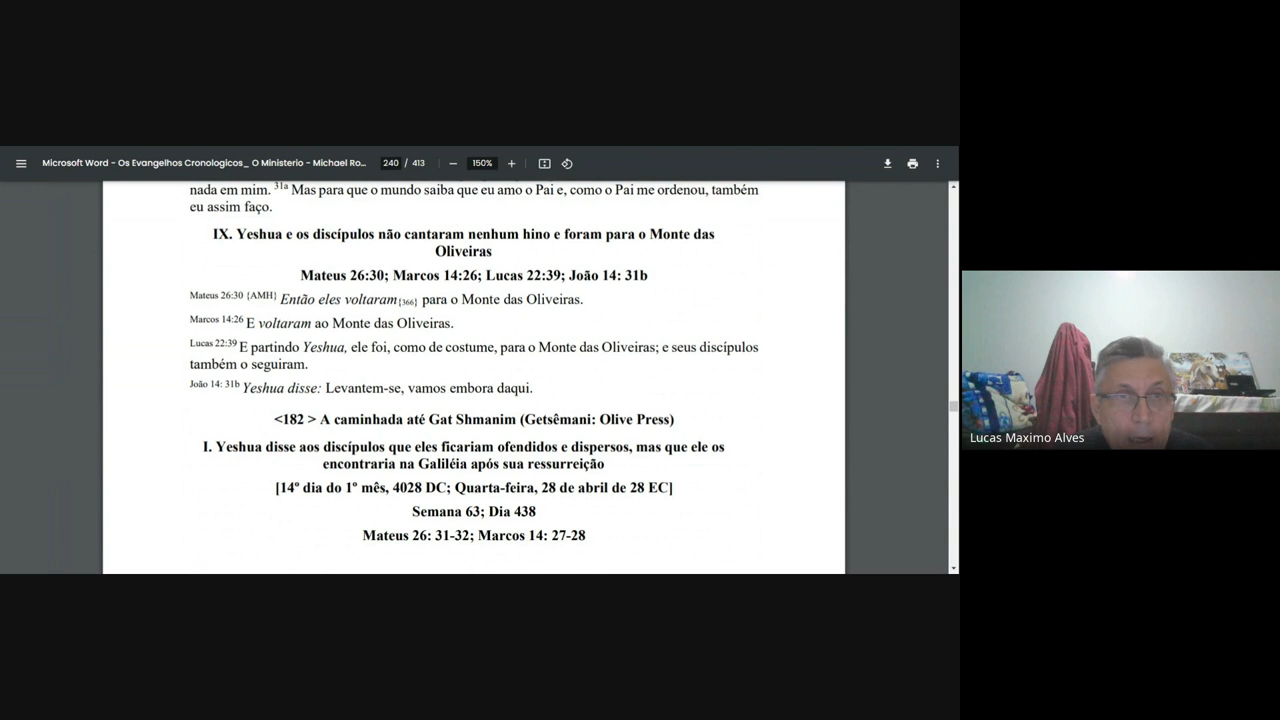 Microsoft Word - Os Evangelhos Cronologicos_ O Ministerio - Michael Ro... 240 / 413 150%
nada em mim. 31a Mas para que o mundo saiba que eu amo o Pai e, como o Pai me ordenou, também
eu assim faço.
IX. Yeshua e os discípulos não cantaram nenhum hino e foram para o Monte das
Oliveiras
Mateus 26:30; Marcos 14:26; Lucas 22:39; João 14: 31b
Mateus 26:30 {AMH} Então eles voltaram{366} para o Monte das Oliveiras.
Marcos 14:26 E voltaram ao Monte das Oliveiras.
Lucas 22:39 E partindo Yeshua, ele foi, como de costume, para o Monte das Oliveiras; e seus discípulos
também o seguiram.
João 14: 31b Yeshua disse: Levantem-se, vamos embora daqui.
<182 > A caminhada até Gat Shmanim (Getsêmani: Olive Press)
I. Yeshua disse aos discípulos que eles ficariam ofendidos e dispersos, mas que ele os
encontraria na Galiléia após sua ressurreição
[14º dia do 1º mês, 4028 DC; Quarta-feira, 28 de abril de 28 EC]
Semana 63; Dia 438
Mateus 26: 31-32; Marcos 14: 27-28
Lucas Maximo Alves